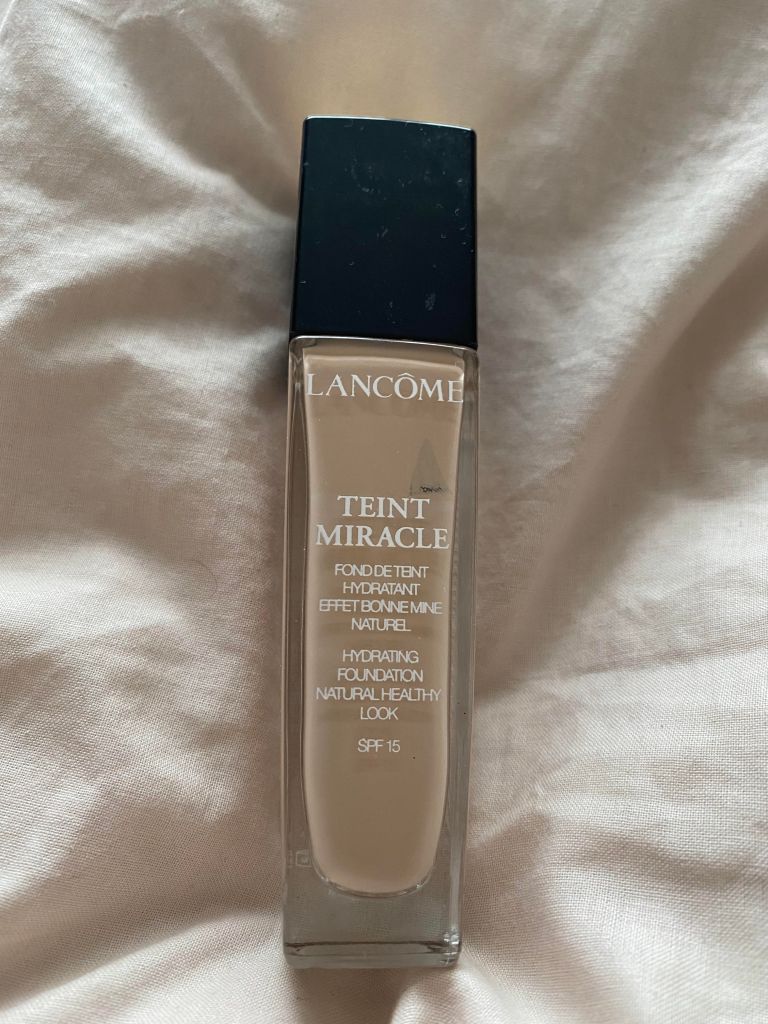 LANCÔME
TEINT
MIRACLE
FOND DE TEINT
HYDRATANT
EFFET BONNE MINE
NATUREL
HYDRATING
FOUNDATION
NATURAL HEALTHY
LOOK
SPF 15